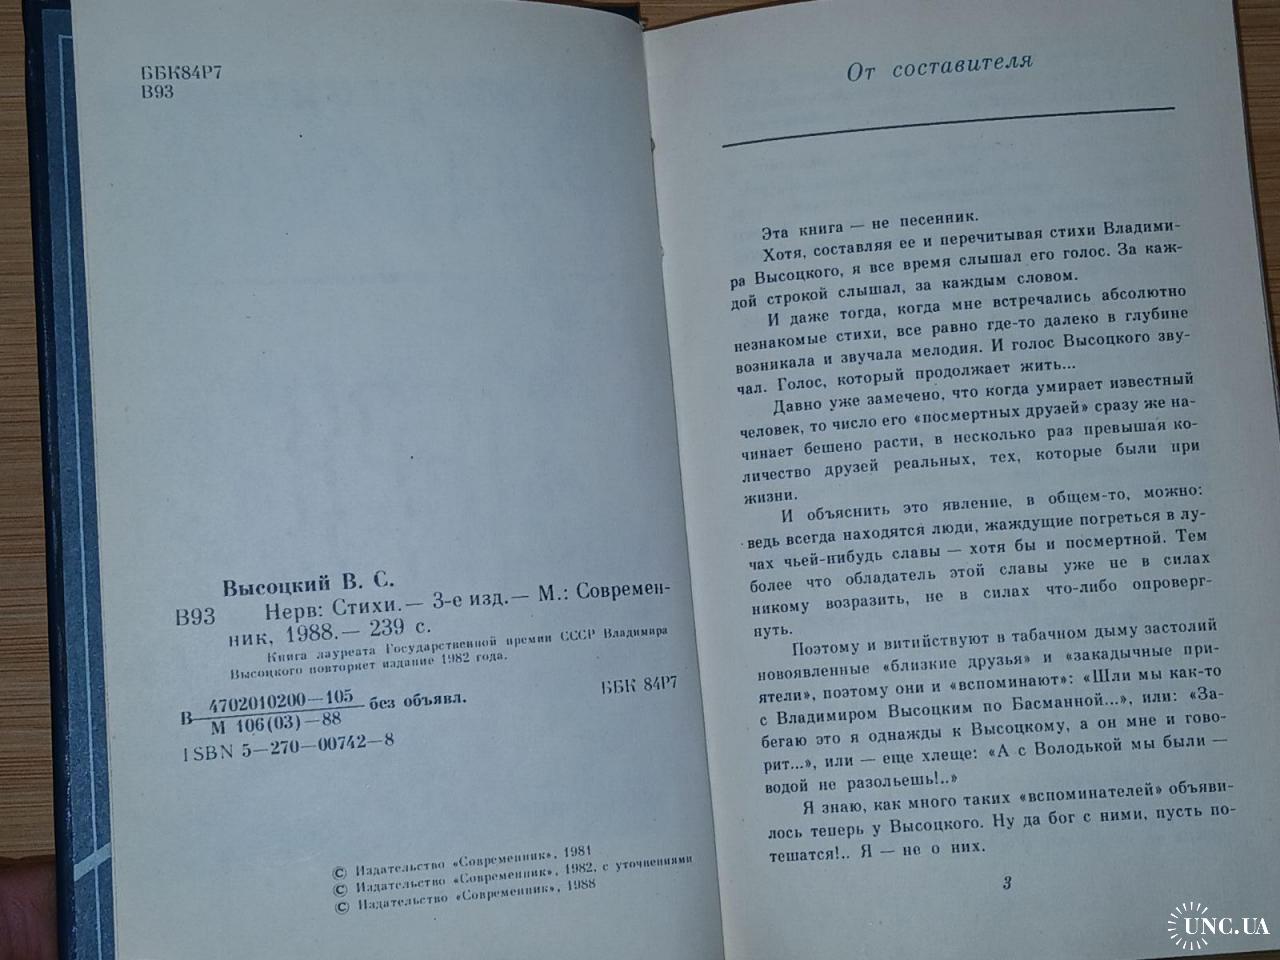 ББК84Р7
В93
Высоцкий В. С.
В93 Нерв: Стихи.— 3-е изд.— М.: Современ-
ник, 1988.— 239 с.
Книга лауреата Государственной премии СССР Владимира
Высоцкого повторяет издание 1982 года.
В 4702010200—105 без объявл.
М 106(03)—88
ББК 84Р7
ISBN 5—270—00742—8
© Издательство «Современник», 1981
© Издательство «Современник», 1982, с уточнениями
© Издательство «Современник», 1988
От составителя
Эта книга — не песенник.
Хотя, составляя ее и перечитывая стихи Владими-
ра Высоцкого, я все время слышал его голос. За каж-
дой строкой слышал, за каждым словом.
И даже тогда, когда мне встречались абсолютно
незнакомые стихи, все равно где-то далеко в глубине
возникала и звучала мелодия. И голос Высоцкого зву-
чал. Голос, который продолжает жить...
Давно уже замечено, что когда умирает известный
человек, то число его «посмертных друзей» сразу же на-
чинает бешено расти, в несколько раз превышая ко-
личество друзей реальных, тех, которые были при
жизни.
И объяснить это явление, в общем-то, можно:
ведь всегда находятся люди, жаждущие погреться в лу-
чах чьей-нибудь славы — хотя бы и посмертной. Тем
более что обладатель этой славы уже не в силах
никому возразить, не в силах что-либо опроверг-
нуть.
Поэтому и витийствуют в табачном дыму застолий
новоявленные «близкие друзья» и «закадычные при-
ятели», поэтому они и «вспоминают»: «Шли мы как-то
с Владимиром Высоцким по Басманной...», или: «За-
бегаю это я однажды к Высоцкому, а он мне и гово-
рит...», или — еще хлеще: «А с Володькой мы были —
водой не разольешь!..»
Я знаю, как много таких «вспоминателей» объяви-
лось теперь у Высоцкого. Ну да бог с ними, пусть по-
тешатся!.. Я — не о них.
3
UNC.UA